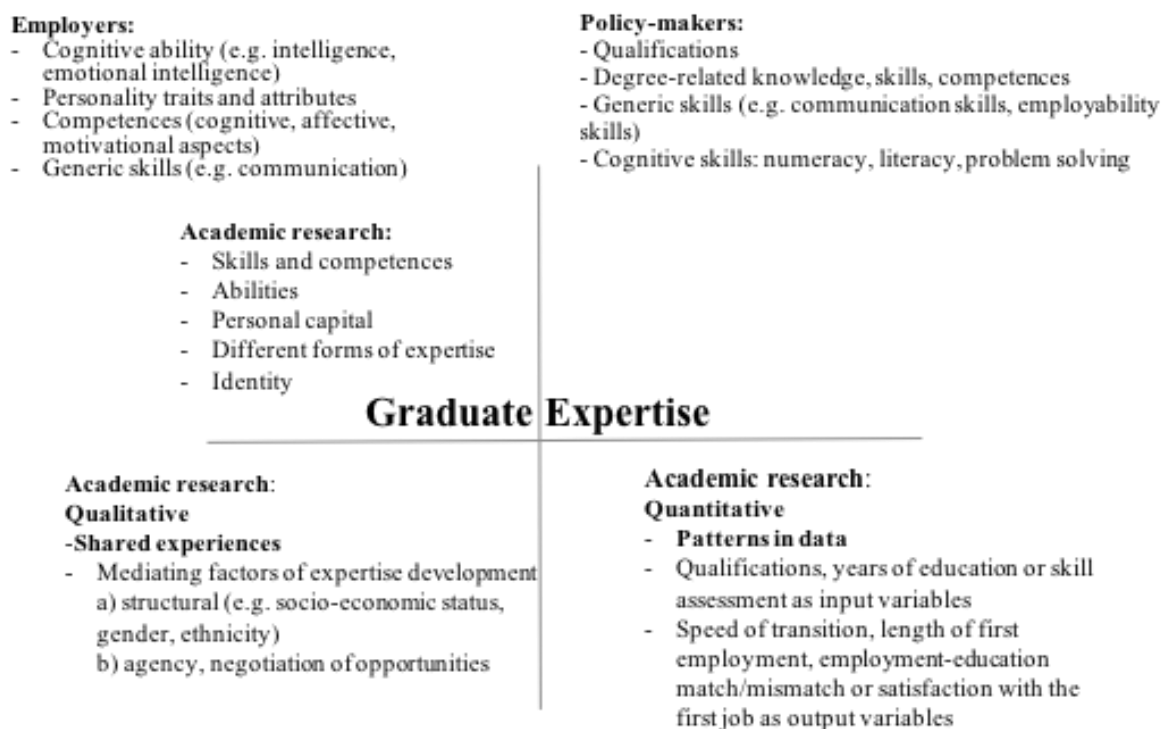 Employers:
- Cognitive ability (e.g. intelligence,
emotional intelligence)
- Personality traits and attributes
- Competences (cognitive, affective,
motivational aspects)
- Generic skills (e.g. communication)
Policy-makers:
- Qualifications
- Degree-related knowledge, skills, competences
- Generic skills (e.g. communication skills, employability
skills)
- Cognitive skills: numeracy, literacy, problem solving
Academic research:
- Skills and competences
- Abilities
- Personal capital
- Different forms of expertise
- Identity
Graduate Expertise
Academic research:
Qualitative
-Shared experiences
- Mediating factors of expertise development
a) structural (e.g. socio-economic status,
gender, ethnicity)
b) agency, negotiation of opportunities
Academic research:
Quantitative
- Patterns in data
- Qualifications, years of education or skill
assessment as input variables
- Speed of transition, length of first
employment, employment-education
match/mismatch or satisfaction with the
first job as output variables